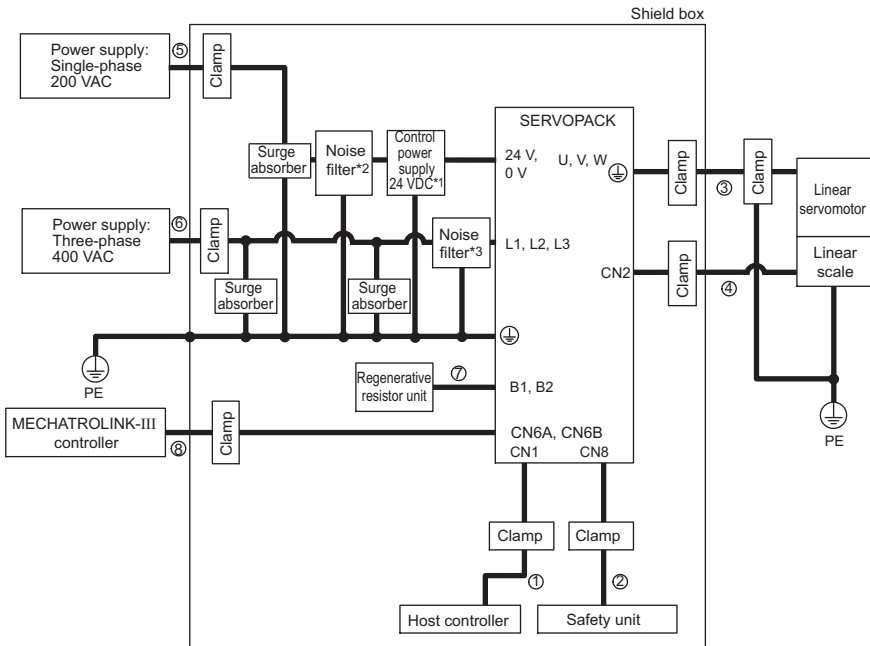 Shield box
Power supply:
Single-phase
200 VAC
⑤
Clamp
Surge
absorber
Noise
filter*2
Control
power
supply
24 VDC*1
SERVOPACK
24 V,
0 V
U, V, W
Clamp
③
Clamp
Linear
servomotor
Power supply:
Three-phase
400 VAC
⑥
Clamp
Surge
absorber
Surge
absorber
Noise
filter*3
L1, L2, L3
CN2
Clamp
④
Linear
scale
PE
Regenerative
resistor unit
⑦
B1, B2
PE
MECHATROLINK-III
controller
⑧
Clamp
CN6A, CN6B
CN1
CN8
Clamp
Clamp
①
②
Host controller
Safety unit